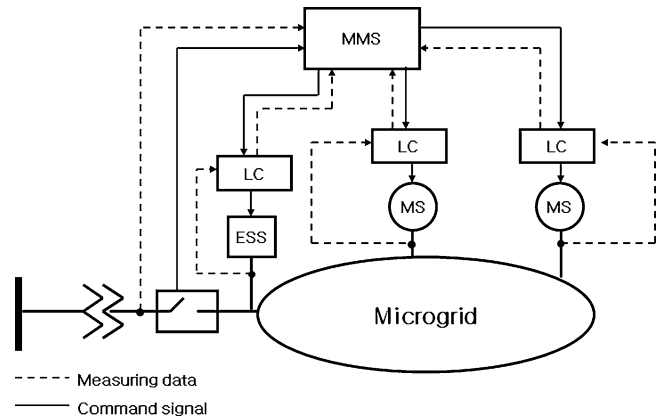 MMS
LC
LC
LC
ESS
MS
MS
Microgrid
Measuring data
Command signal